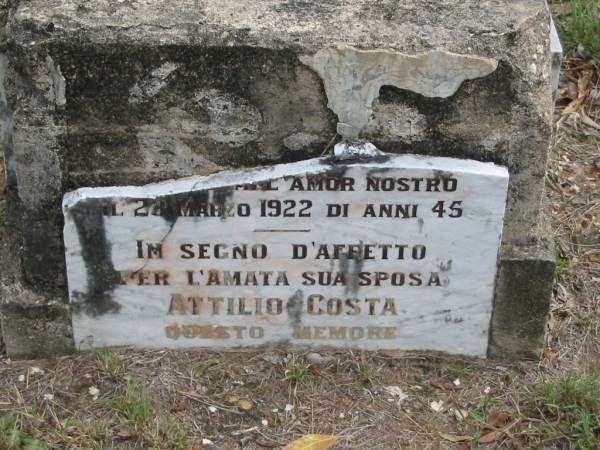 L'AMOR NOSTRO
IL 28 MARZO 1922 DI ANNI 45
IN SEGNO D'AFFETTO
PER L'AMATA SUA SPOSA
ATTILIO COSTA
QUESTO MEMORE